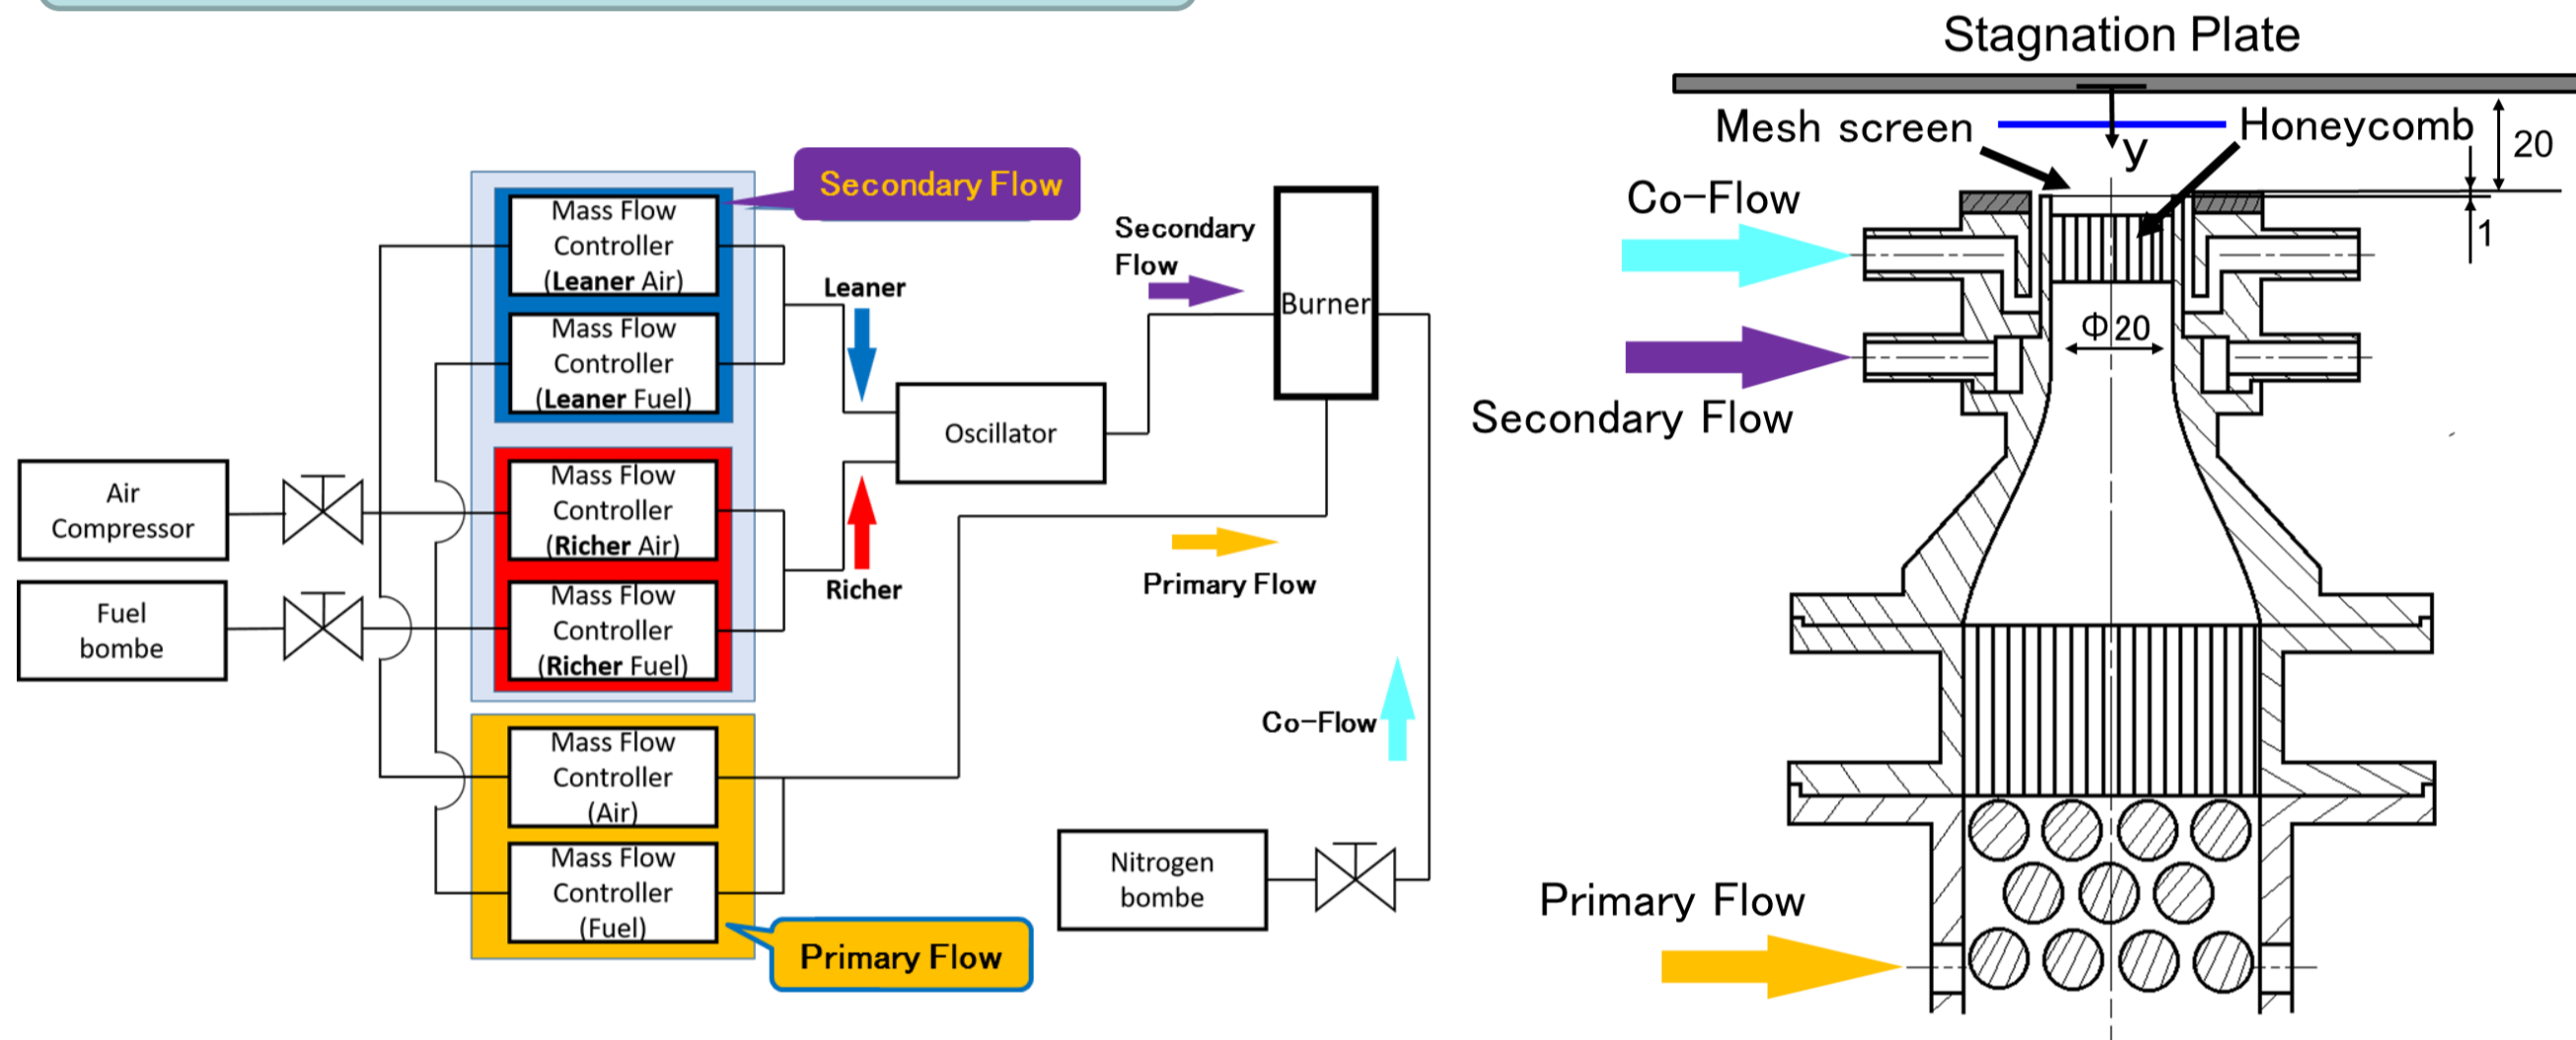 Secondary Flow
Mass Flow
Controller
(Leaner Air)
Mass Flow
Controller
(Leaner Fuel)
Mass Flow
Controller
(Richer Air)
Mass Flow
Controller
(Richer Fuel)
Mass Flow
Controller
(Air)
Mass Flow
Controller
(Fuel)
Primary Flow
Air
Compressor
Fuel
bombe
Leaner
Richer
Oscillator
Secondary
Flow
Burner
Primary Flow
Co-Flow
Nitrogen
bombe
Stagnation Plate
Mesh screen
Honeycomb
y
20
1
Co-Flow
Φ20
Secondary Flow
Primary Flow